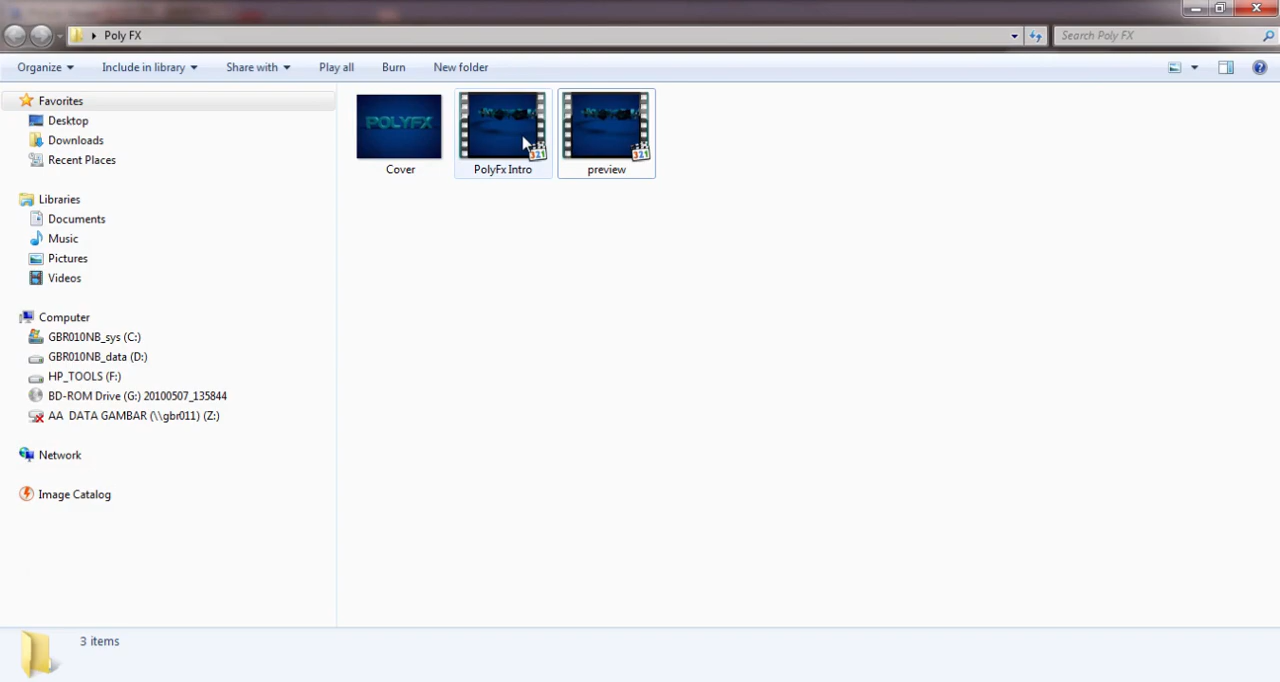 Poly FX
Search Poly FX
Organize
Include in library
Share with
Play all
Burn
New folder
Favorites
Desktop
Downloads
Recent Places
Libraries
Documents
Music
Pictures
Videos
Computer
GBR010NB_sys (C:)
GBR010NB_data (D:)
HP_TOOLS (F:)
BD-ROM Drive (G:) 20100507_135844
AA DATA GAMBAR (\\gbr011) (Z:)
Network
Image Catalog
POLYFX
321
321
Cover
PolyFx Intro
preview
3 items